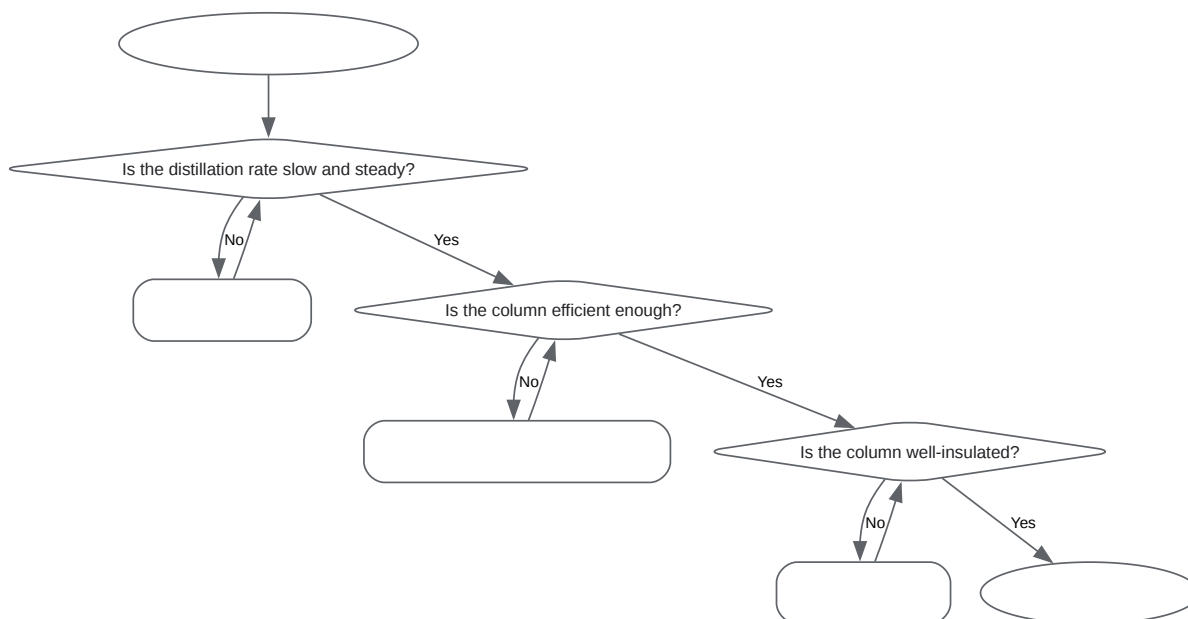 Is the distillation rate slow and steady?
No
Yes
Is the column efficient enough?
No
Yes
Is the column well-insulated?
No
Yes